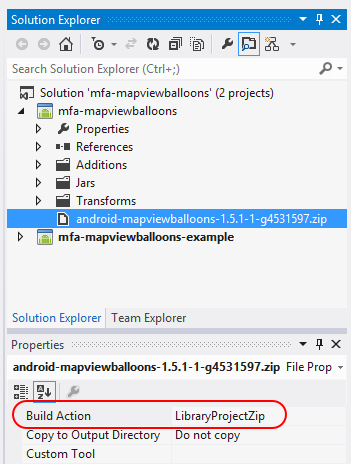 Solution Explorer
Search Solution Explorer (Ctrl+;)
Solution 'mfa-mapviewballoons' (2 projects)
mfa-mapviewballoons
Properties
References
Additions
Jars
Transforms
android-mapviewballoons-1.5.1-1-g4531597.zip
mfa-mapviewballoons-example
Solution Explorer Team Explorer
Properties
android-mapviewballoons-1.5.1-1-g4531597.zip File Prop
Build Action LibraryProjectZip
Copy to Output Directory Do not copy
Custom Tool